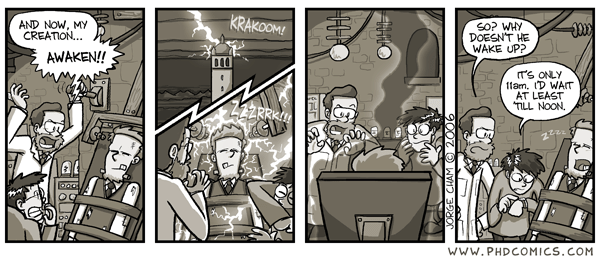 AND NOW, MY
CREATION...
AWAKEN!!
KRAKOOM!
ZZZRRK!!!
JORGE CHAM © 2006
SO? WHY
DOESN'T HE
WAKE UP?
IT'S ONLY
11am. I'D WAIT
AT LEAST
'TILL NOON.
zzzz
WWW.PHDCOMICS.COM